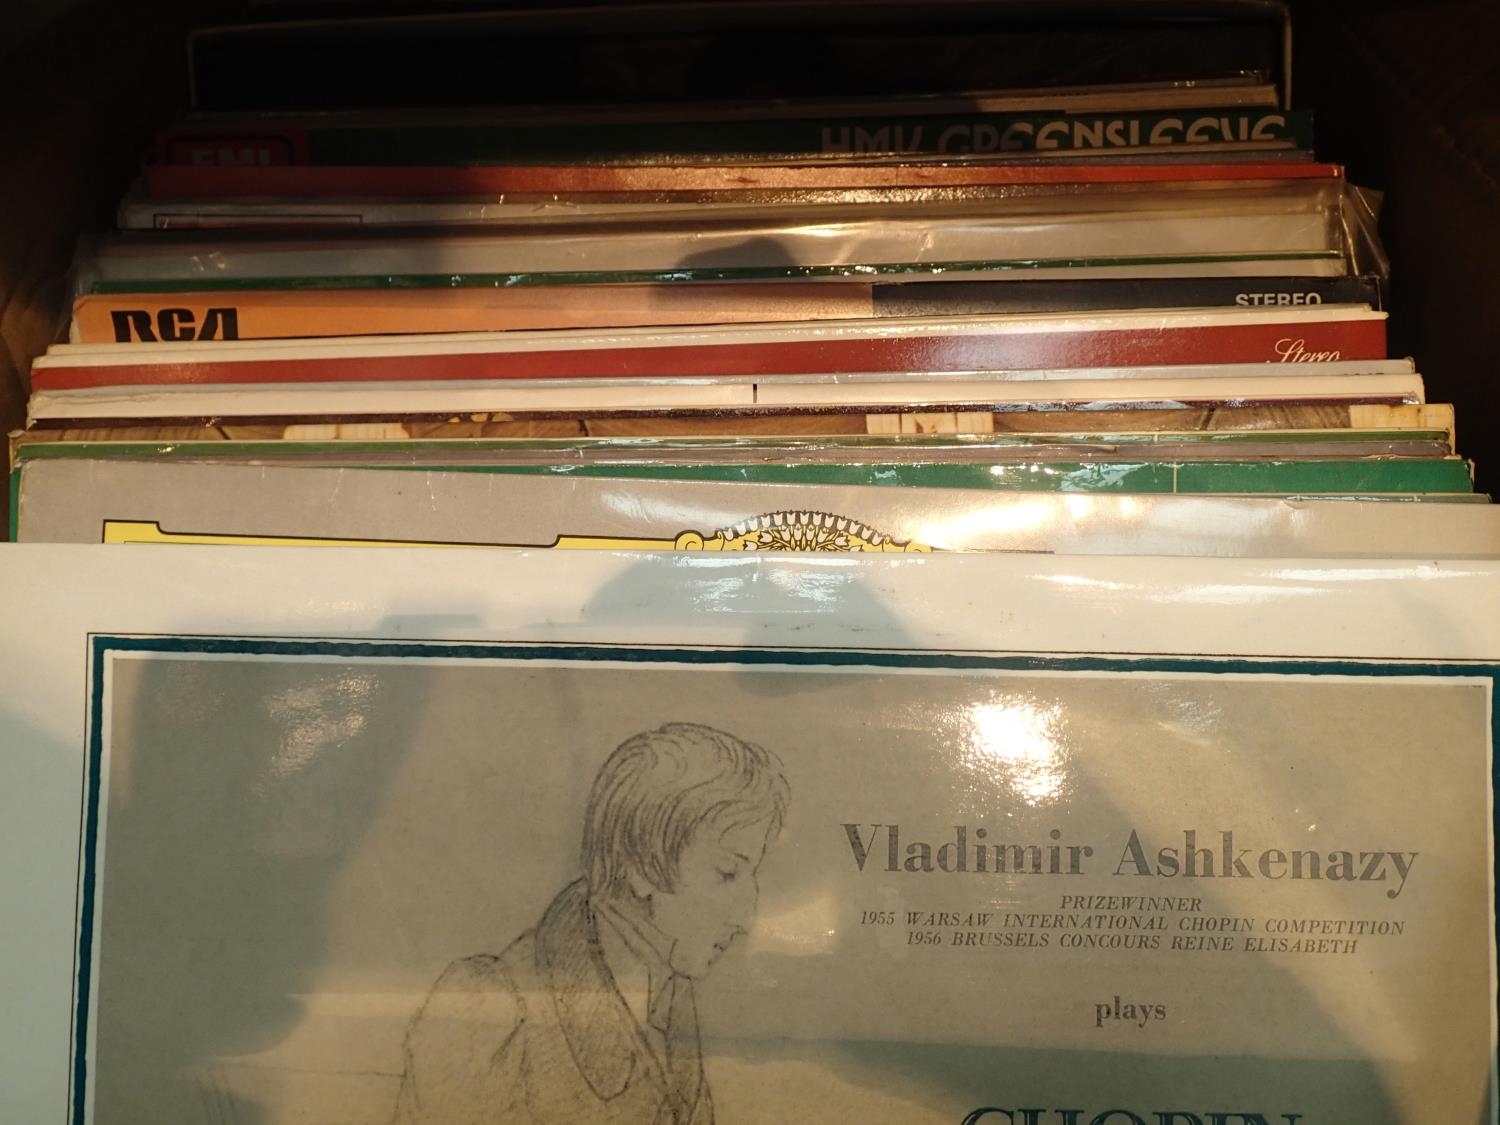 EMI
HMV GREENSLEEVE
RCA
STEREO
Stereo
Vladimir Ashkenazy
PRIZEWINNER
1955 WARSAW INTERNATIONAL CHOPIN COMPETITION
1956 BRUSSELS CONCOURS REINE ELISABETH
plays
CHOPIN